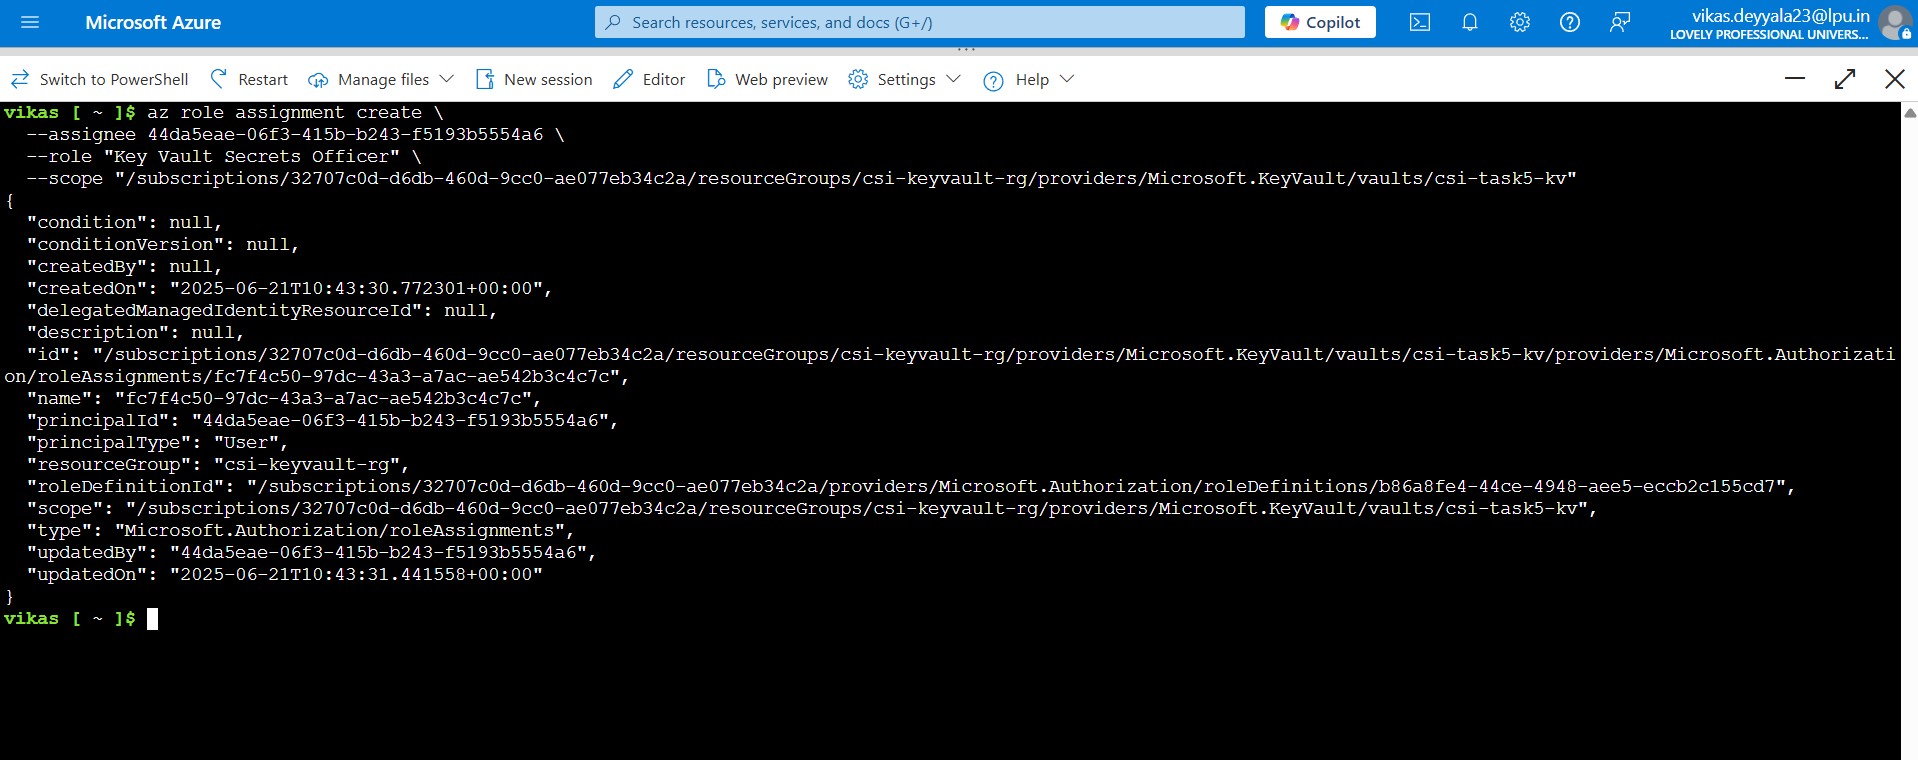 Microsoft Azure
Search resources, services, and docs (G+/)
Copilot
vikas.deyyala23@lpu.in
LOVELY PROFESSIONAL UNIVERS...
Switch to PowerShell Restart Manage files New session Editor Web preview Settings Help
vikas [ ~ ]$ az role assignment create \
--assignee 44da5eae-06f3-415b-b243-f5193b5554a6 \
--role "Key Vault Secrets Officer" \
--scope "/subscriptions/32707c0d-d6db-460d-9cc0-ae077eb34c2a/resourceGroups/csi-keyvault-rg/providers/Microsoft.KeyVault/vaults/csi-task5-kv"
{
"condition": null,
"conditionVersion": null,
"createdBy": null,
"createdOn": "2025-06-21T10:43:30.772301+00:00",
"delegatedManagedIdentityResourceId": null,
"description": null,
"id": "/subscriptions/32707c0d-d6db-460d-9cc0-ae077eb34c2a/resourceGroups/csi-keyvault-rg/providers/Microsoft.KeyVault/vaults/csi-task5-kv/providers/Microsoft.Authorizati
on/roleAssignments/fc7f4c50-97dc-43a3-a7ac-ae542b3c4c7c",
"name": "fc7f4c50-97dc-43a3-a7ac-ae542b3c4c7c",
"principalId": "44da5eae-06f3-415b-b243-f5193b5554a6",
"principalType": "User",
"resourceGroup": "csi-keyvault-rg",
"roleDefinitionId": "/subscriptions/32707c0d-d6db-460d-9cc0-ae077eb34c2a/providers/Microsoft.Authorization/roleDefinitions/b86a8fe4-44ce-4948-aee5-eccb2c155cd7",
"scope": "/subscriptions/32707c0d-d6db-460d-9cc0-ae077eb34c2a/resourceGroups/csi-keyvault-rg/providers/Microsoft.KeyVault/vaults/csi-task5-kv",
"type": "Microsoft.Authorization/roleAssignments",
"updatedBy": "44da5eae-06f3-415b-b243-f5193b5554a6",
"updatedOn": "2025-06-21T10:43:31.441558+00:00"
}
vikas [ ~ ]$